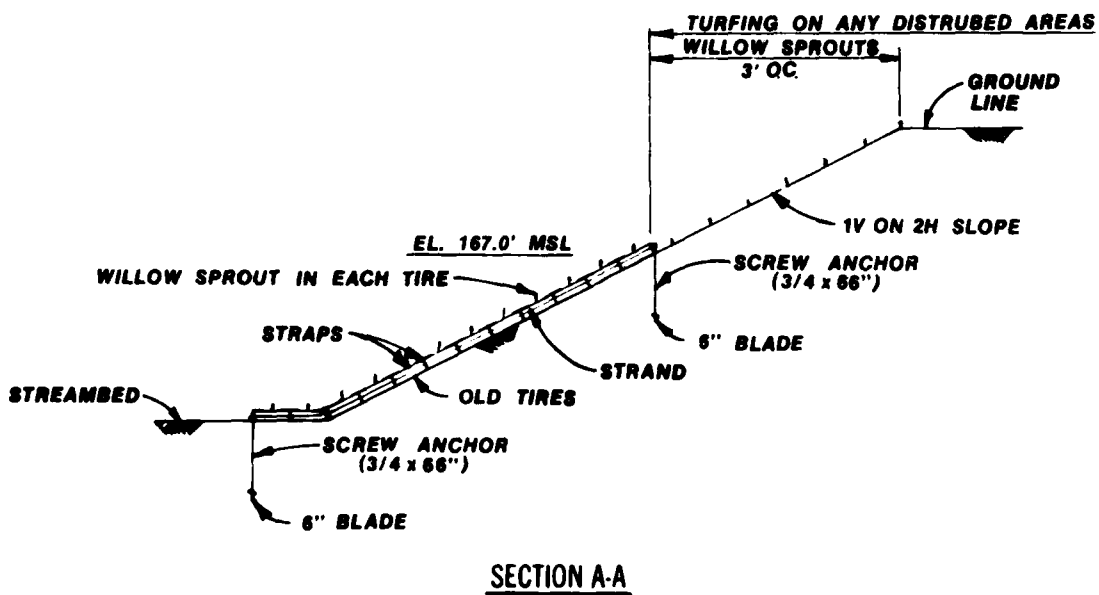 TURFING ON ANY DISTRUBED AREAS
WILLOW SPROUTS
3' O.C.
GROUND
LINE
1V ON 2H SLOPE
EL. 167.0' MSL
WILLOW SPROUT IN EACH TIRE
SCREW ANCHOR
(3/4 x 66")
6" BLADE
STRAPS
STRAND
OLD TIRES
STREAMBED
SCREW ANCHOR
(3/4 x 66")
6" BLADE
SECTION A-A